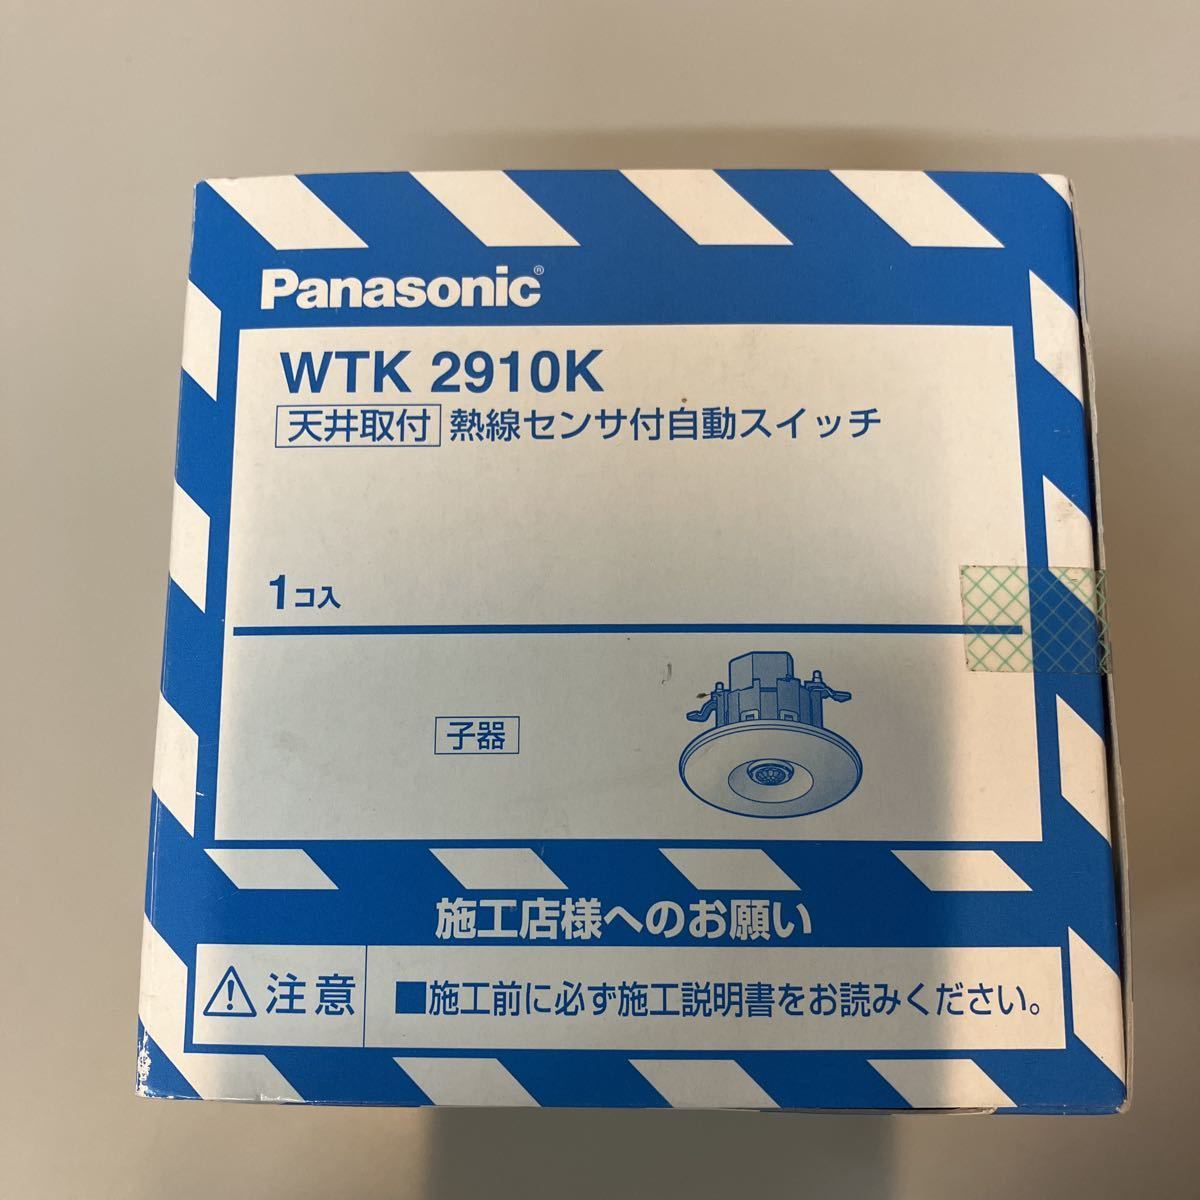 Panasonic®
WTK 2910K
天井取付 熱線センサ付自動スイッチ
1コ入
子器
施工店様へのお願い
注意 ■施工前に必ず施工説明書をお読みください。